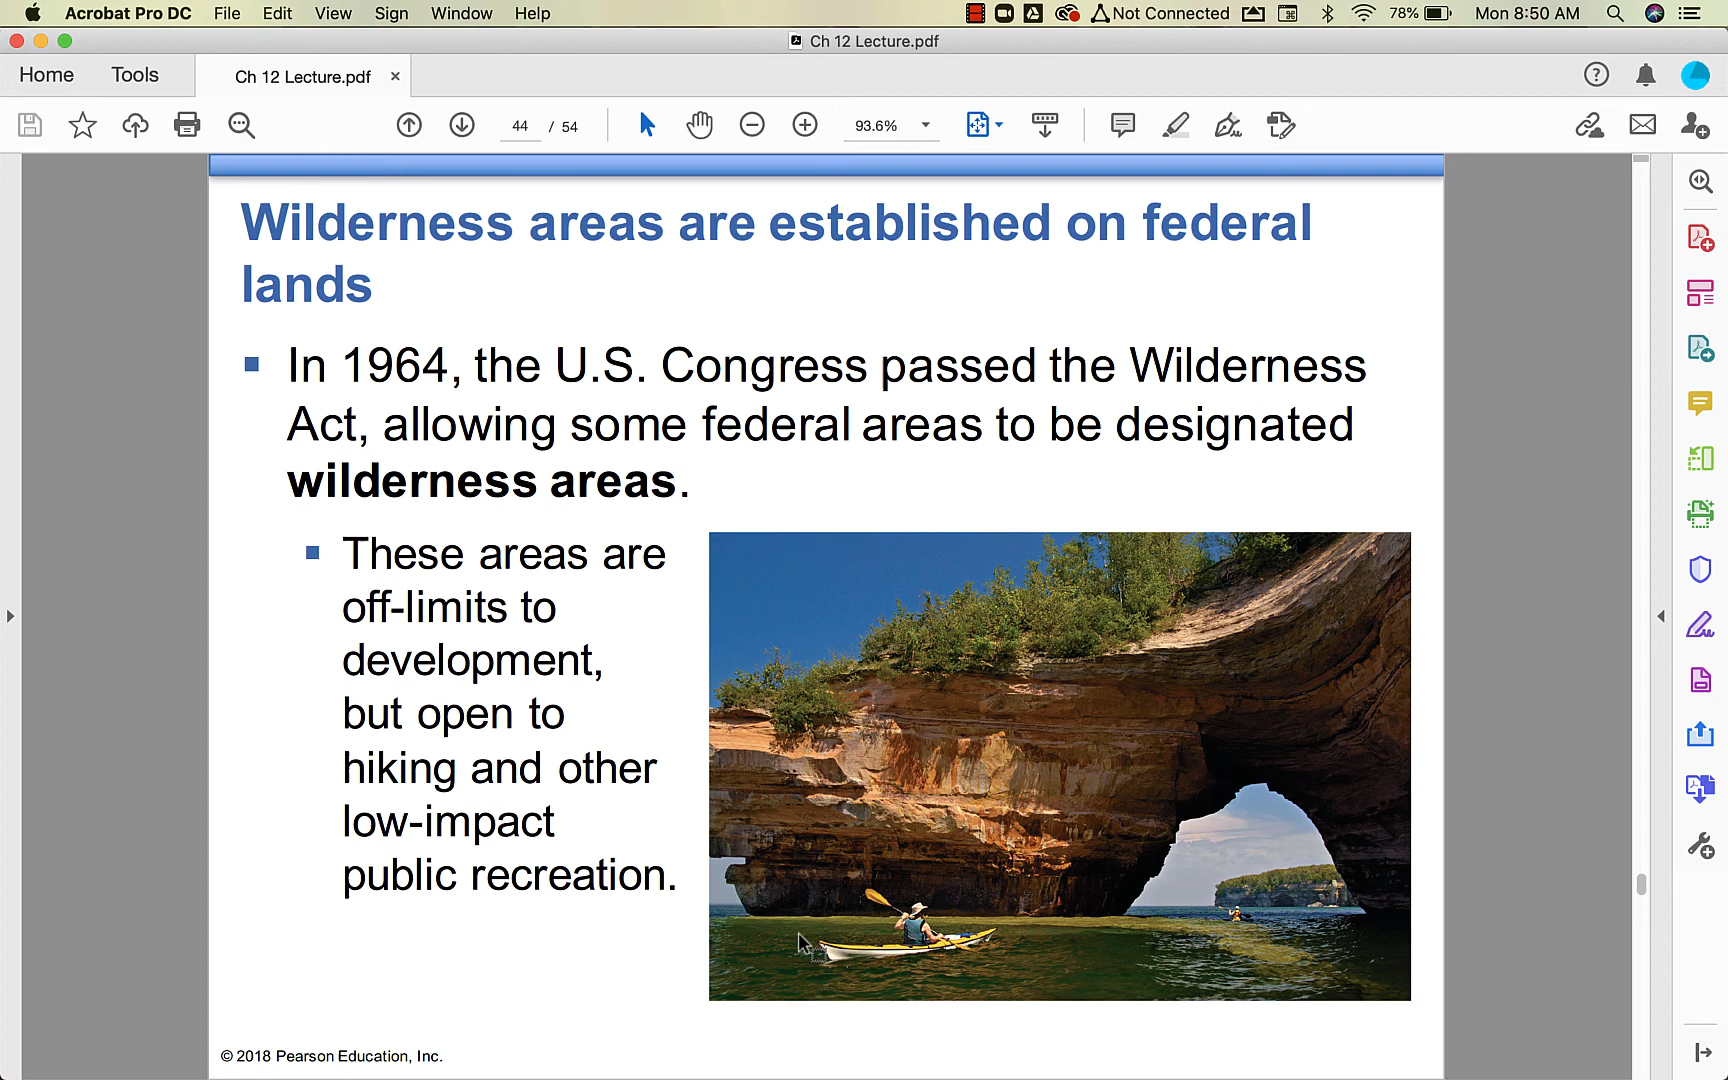 Acrobat Pro DC File Edit View Sign Window Help Not Connected 78% Mon 8:50 AM
Ch 12 Lecture.pdf
Home Tools Ch 12 Lecture.pdf ×
44 / 54 93.6%
Wilderness areas are established on federal
lands
In 1964, the U.S. Congress passed the Wilderness
Act, allowing some federal areas to be designated
wilderness areas.
These areas are
off-limits to
development,
but open to
hiking and other
low-impact
public recreation.
© 2018 Pearson Education, Inc.